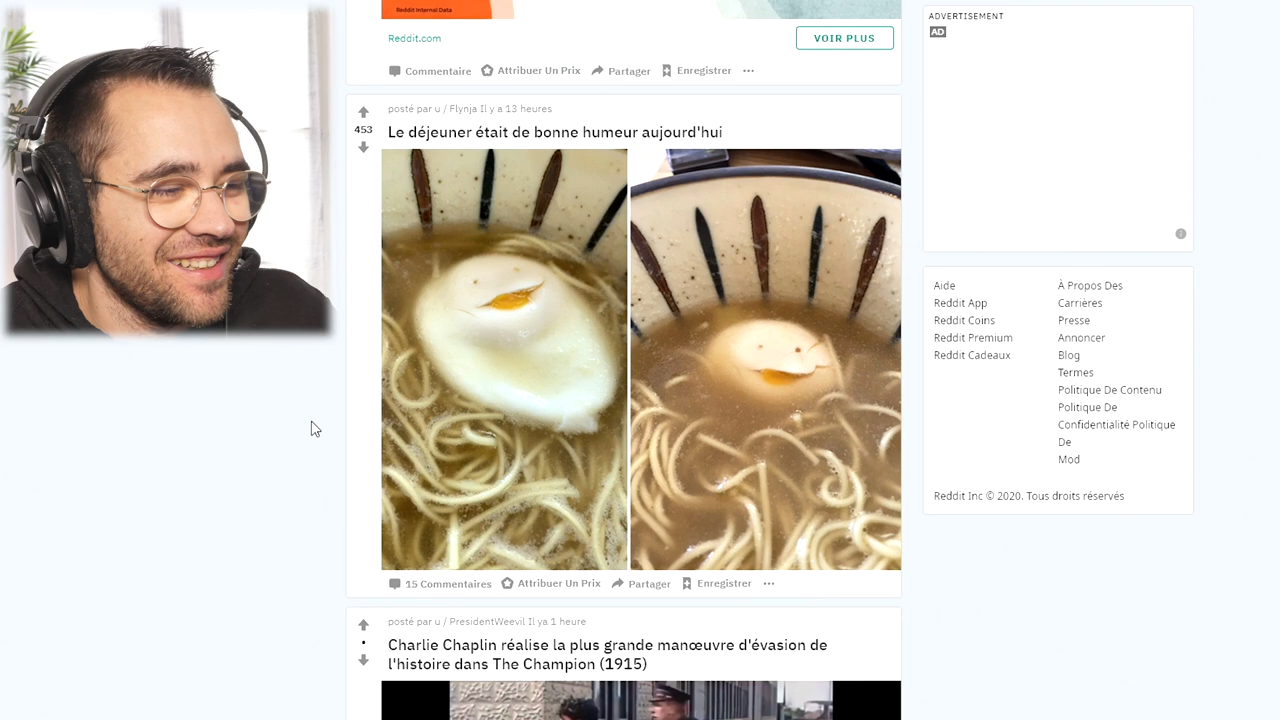 Reddit Internal Data
Reddit.com
VOIR PLUS
Commentaire Attribuer Un Prix Partager Enregistrer
posté par u / Flynja Il y a 13 heures
453
Le déjeuner était de bonne humeur aujourd'hui
15 Commentaires Attribuer Un Prix Partager Enregistrer
posté par u / PresidentWeevil Il ya 1 heure
Charlie Chaplin réalise la plus grande manœuvre d'évasion de
l'histoire dans The Champion (1915)
ADVERTISEMENT
AD
Aide
Reddit App
Reddit Coins
Reddit Premium
Reddit Cadeaux
À Propos Des
Carrières
Presse
Annoncer
Blog
Termes
Politique De Contenu
Politique De
Confidentialité Politique
De
Mod
Reddit Inc © 2020. Tous droits réservés